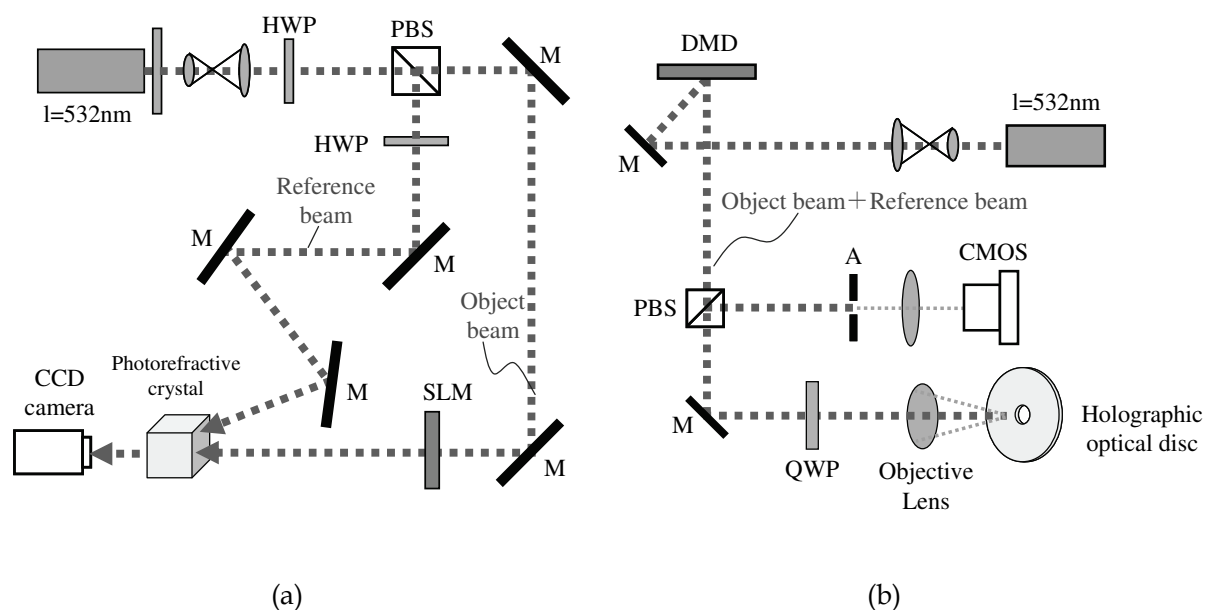 HWP
PBS
M
l=532nm
HWP
Reference
beam
M
M
Object
beam
Photorefractive
crystal
M
CCD
camera
SLM
M
(a)
DMD
l=532nm
M
Object beam+Reference beam
A
CMOS
PBS
M
QWP
Objective
Lens
Holographic
optical disc
(b)